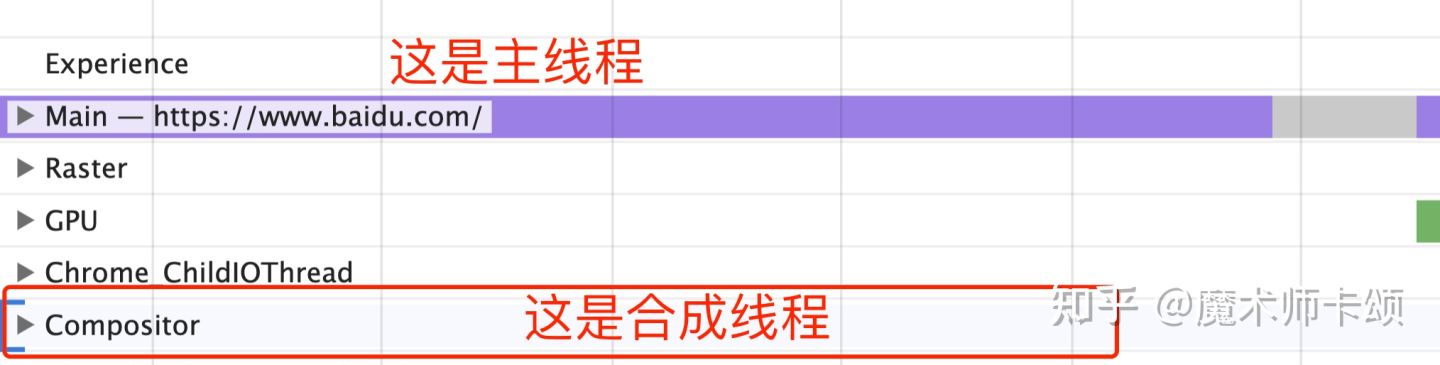 Experience
这是主线程
Main — https://www.baidu.com/
Raster
GPU
Chrome_ChildIOThread
Compositor
这是合成线程
知乎 @魔术师卡颂